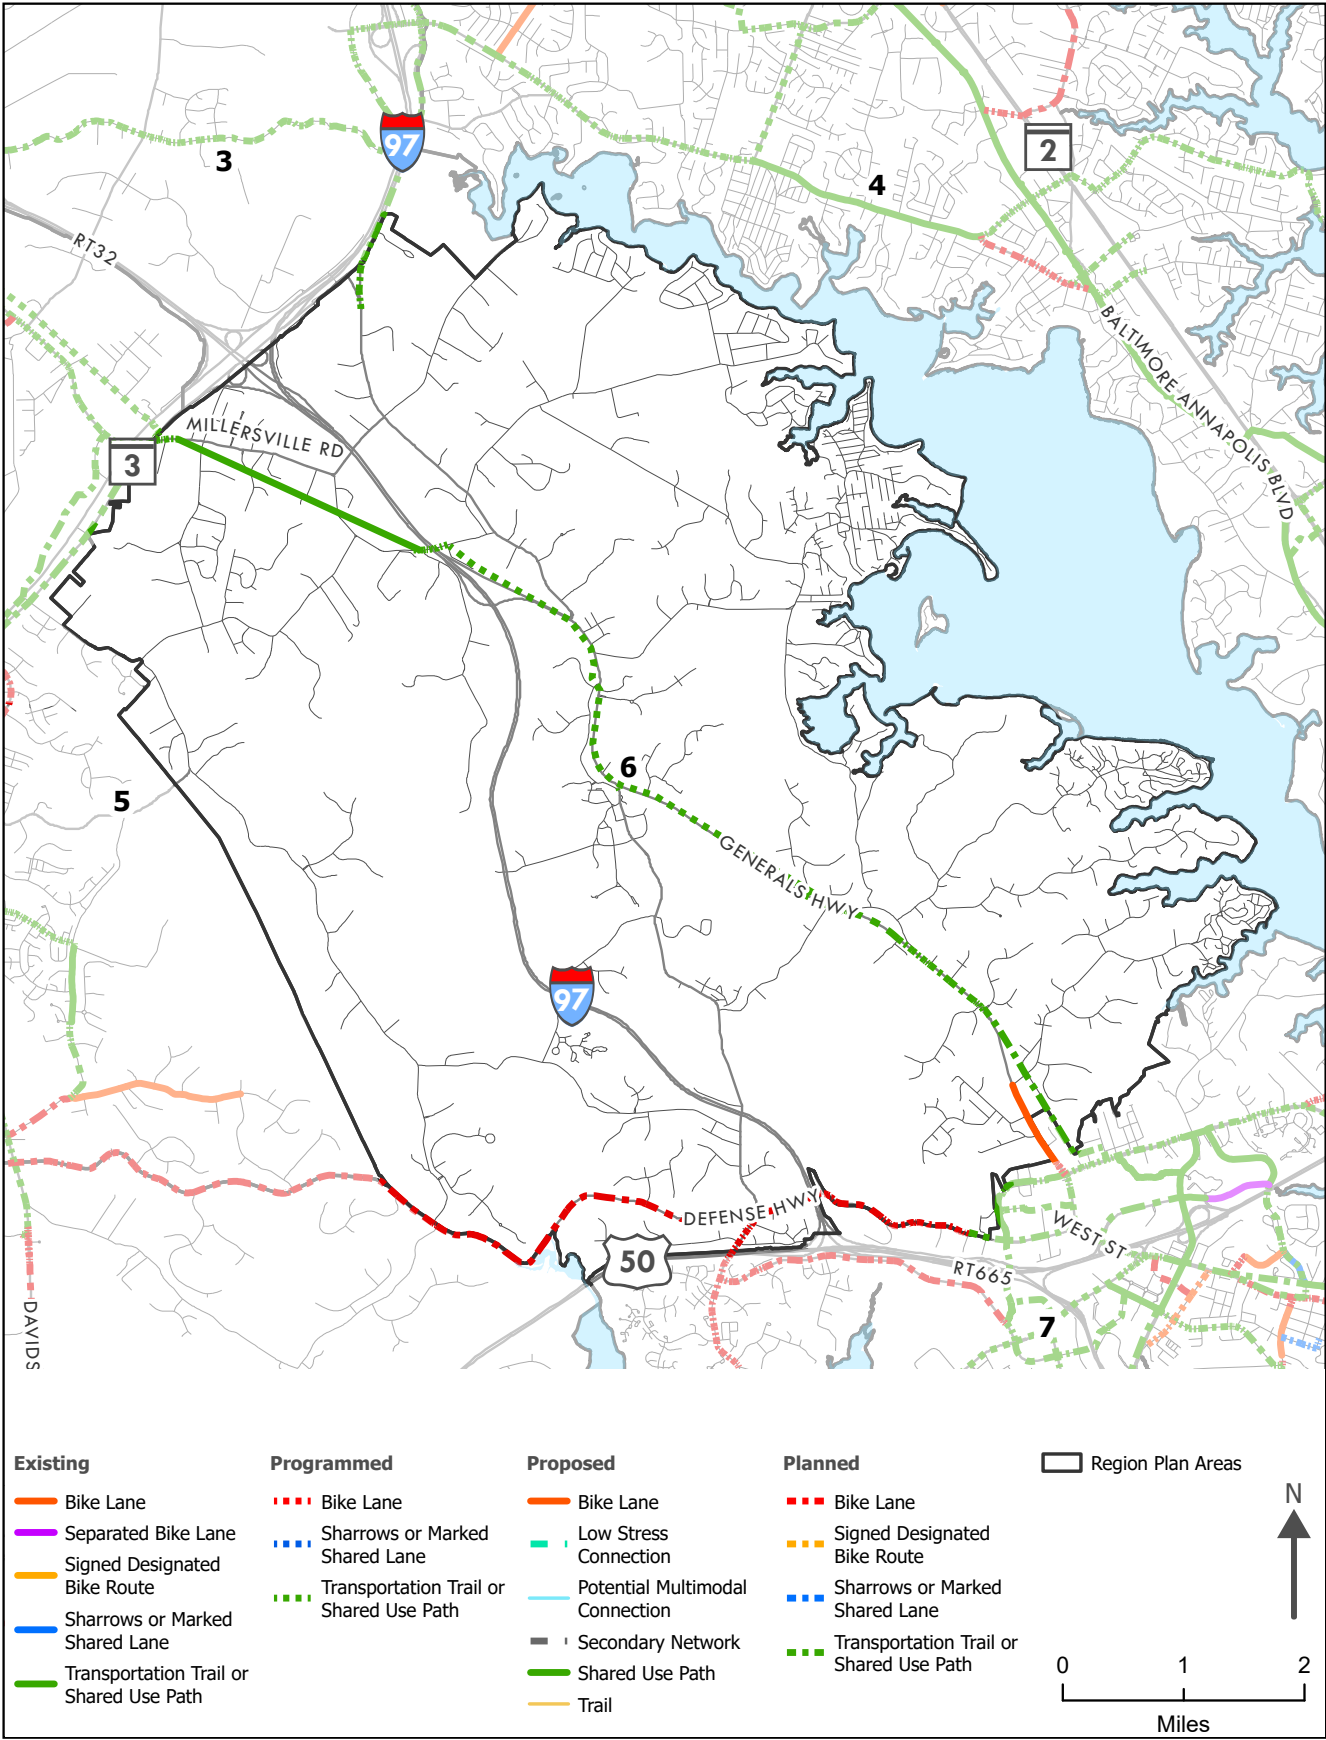 97
3
2
4
RT32
BALTIMORE ANNAPOLIS BLVD
MILLERSVILLE RD
3
6
5
GENERALS HWY
97
DEFENSE HWY
WEST ST
50
RT665
7
DAVIDS
Existing
Bike Lane
Separated Bike Lane
Signed Designated
Bike Route
Sharrows or Marked
Shared Lane
Transportation Trail or
Shared Use Path
Programmed
Bike Lane
Sharrows or Marked
Shared Lane
Transportation Trail or
Shared Use Path
Proposed
Bike Lane
Low Stress
Connection
Potential Multimodal
Connection
Secondary Network
Shared Use Path
Trail
Planned
Bike Lane
Signed Designated
Bike Route
Sharrows or Marked
Shared Lane
Transportation Trail or
Shared Use Path
Region Plan Areas
N
0 1 2
Miles